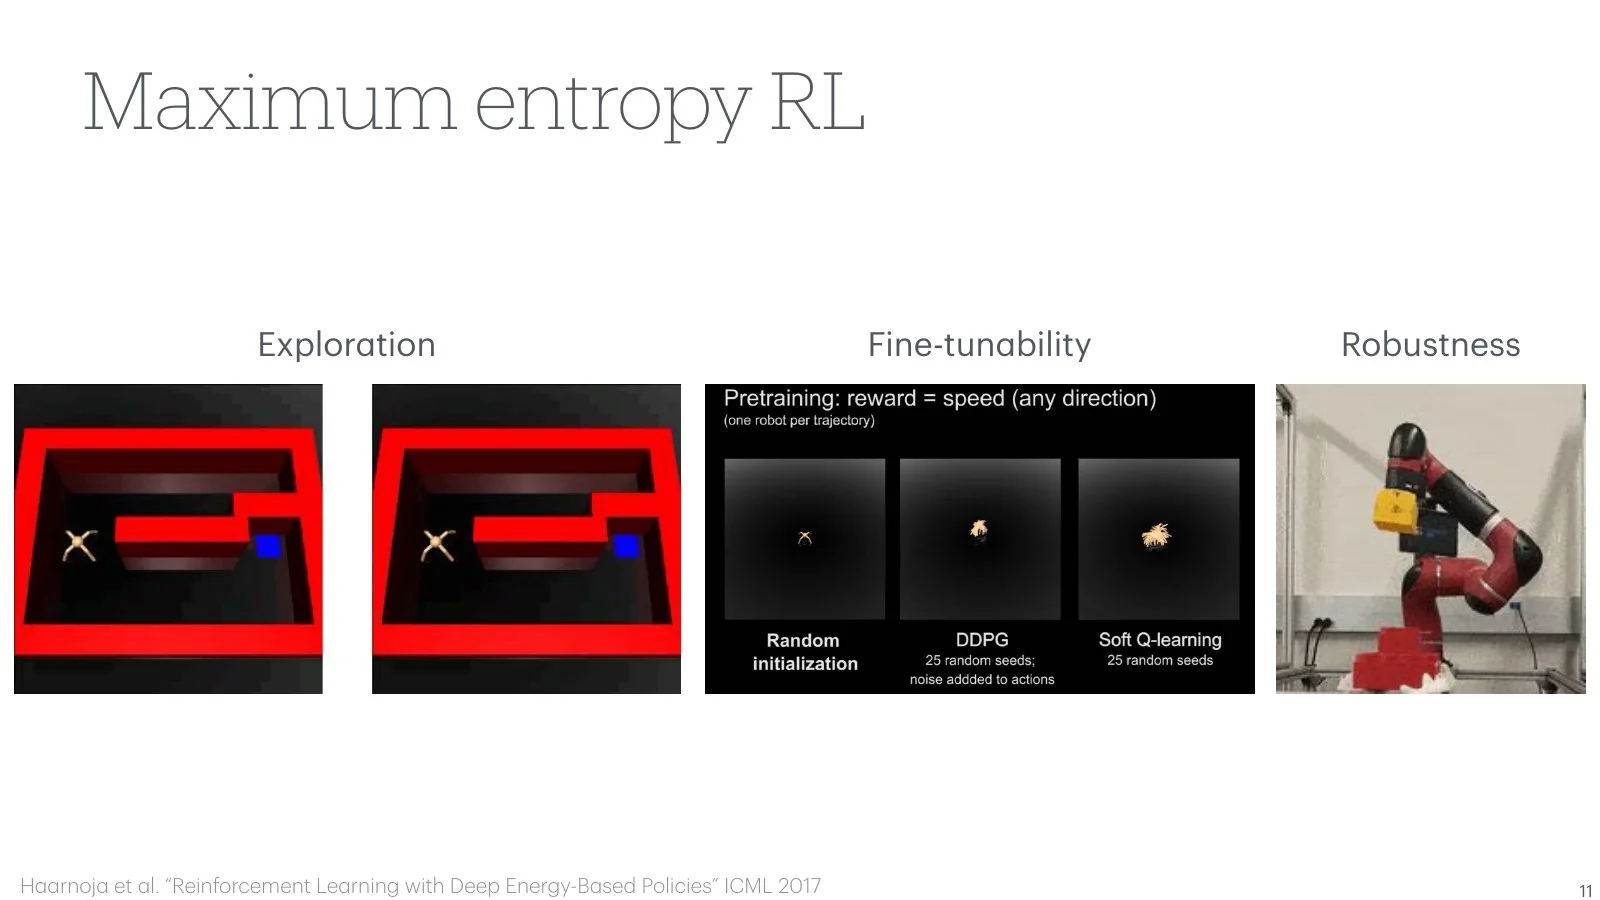 Maximum entropy RL
Exploration
Fine-tunability
Robustness
Pretraining: reward = speed (any direction)
(one robot per trajectory)
Random
initialization
DDPG
25 random seeds;
noise addded to actions
Soft Q-learning
25 random seeds
Haarnoja et al. “Reinforcement Learning with Deep Energy-Based Policies” ICML 2017
11